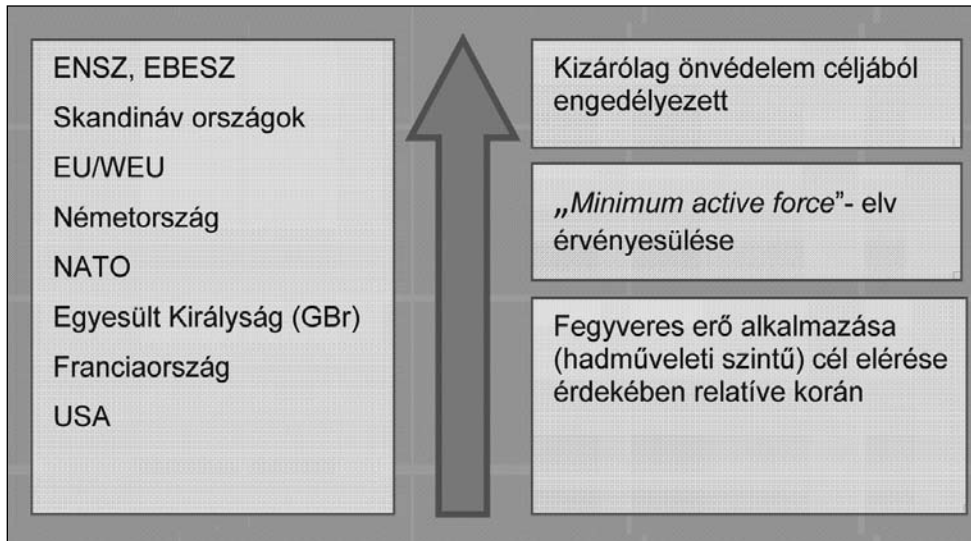 ENSZ, EBESZ
Skandináv országok
EU/WEU
Németország
NATO
Egyesült Királyság (GBr)
Franciaország
USA
Kizárólag önvédelem céljából
engedélyezett
„Minimum active force”- elv
érvényesülése
Fegyveres erő alkalmazása
(hadműveleti szintű) cél elérése
érdekében relatíve korán